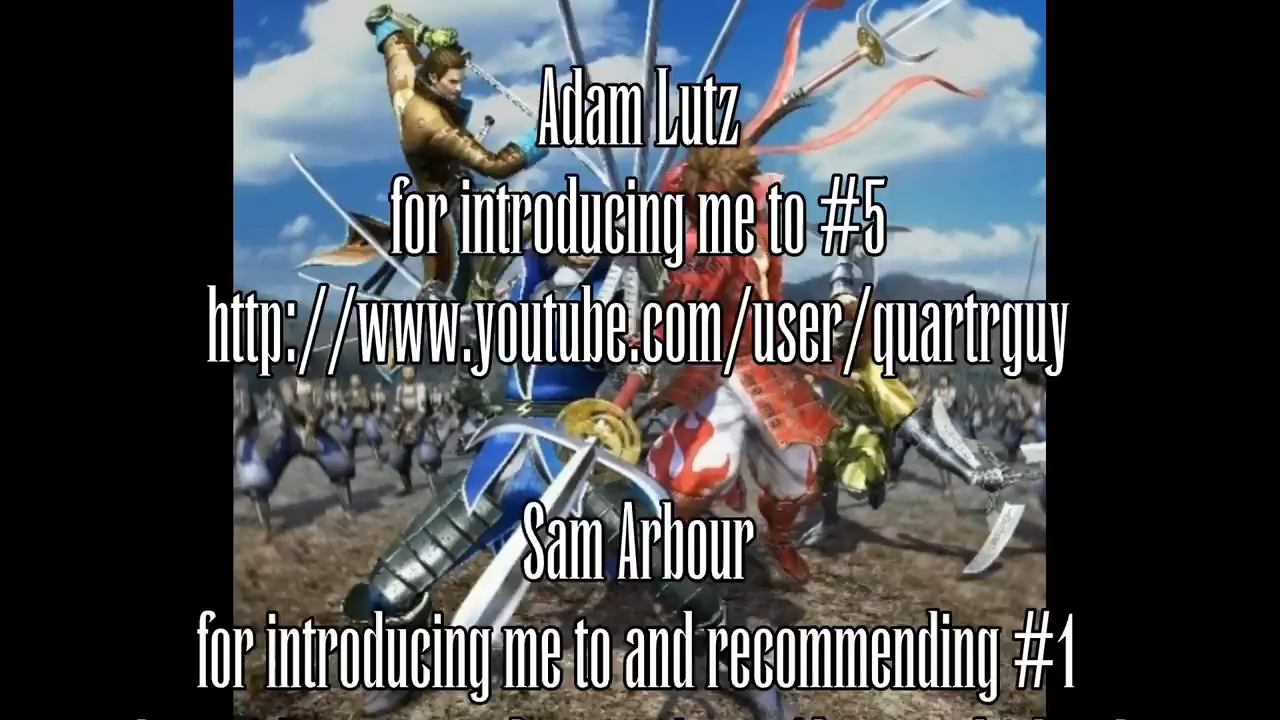 Adam Lutz
for introducing me to #5
http://www.youtube.com/user/quartrguy
Sam Arbour
for introducing me to and recommending #1